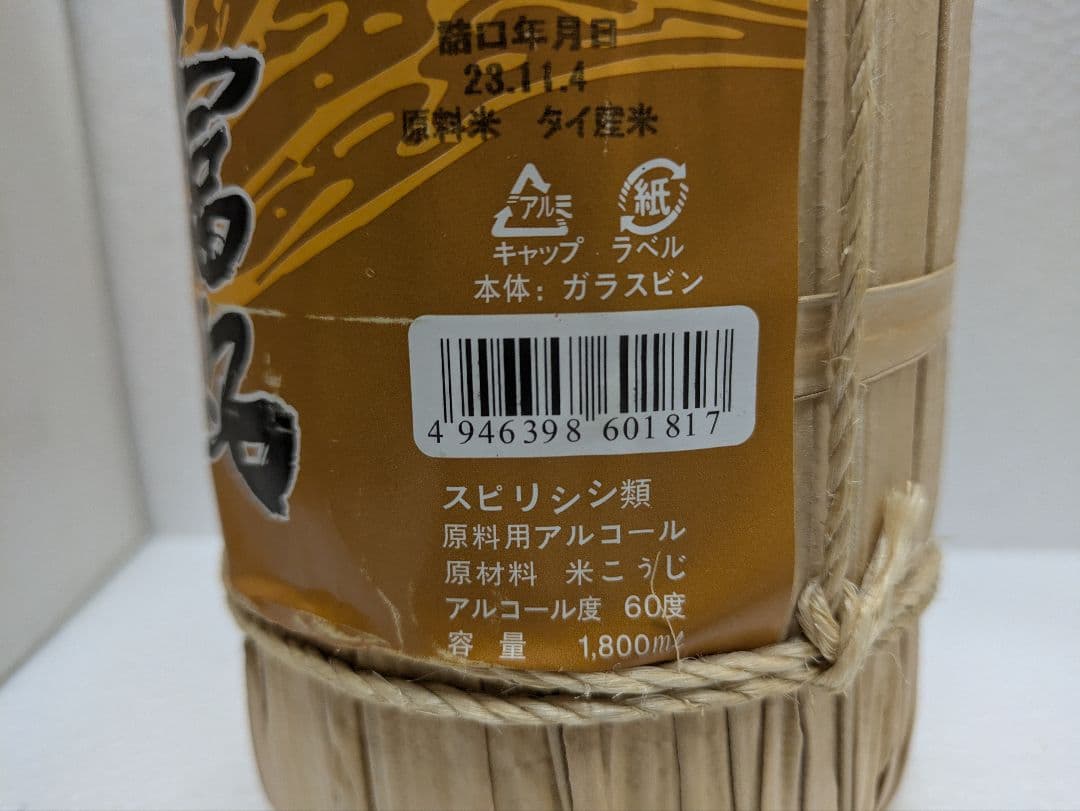 詰口年月日
23.11.4
原料米 タイ産米
アルミ 紙
キャップ ラベル
本体：ガラスビン
4 946398 601817
スピリシシ類
原料用アルコール
原材料 米こうじ
アルコール度 60度
容量 1,800㎖